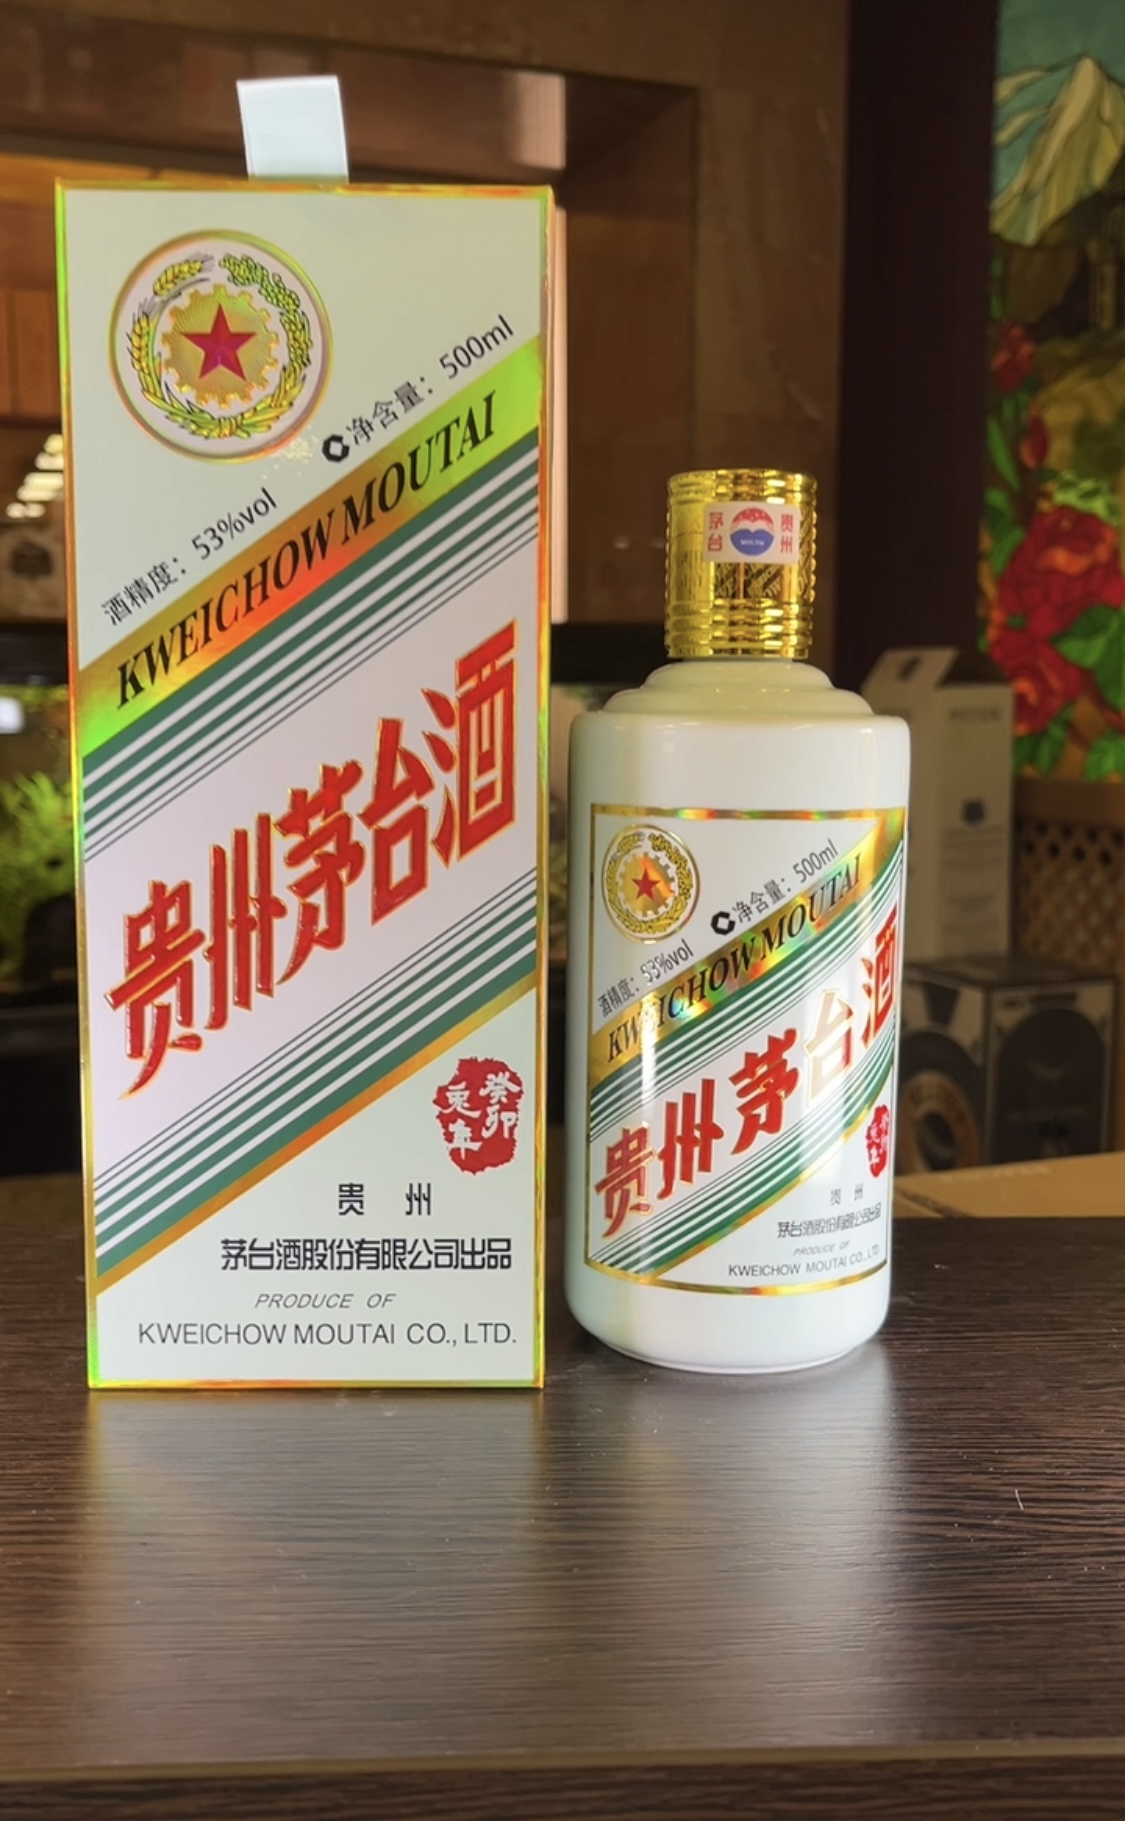 酒精度：53%vol 净含量：500ml
KWEICHOW MOUTAI
贵州茅台酒
癸卯
兔年
贵 州
茅台酒股份有限公司出品
PRODUCE OF
KWEICHOW MOUTAI CO., LTD.
贵州
茅台
MOUTAI
酒精度：53%vol 净含量：500ml
KWEICHOW MOUTAI
贵州茅台酒
贵 州
茅台酒股份有限公司出品
PRODUCE OF
KWEICHOW MOUTAI CO., LTD.